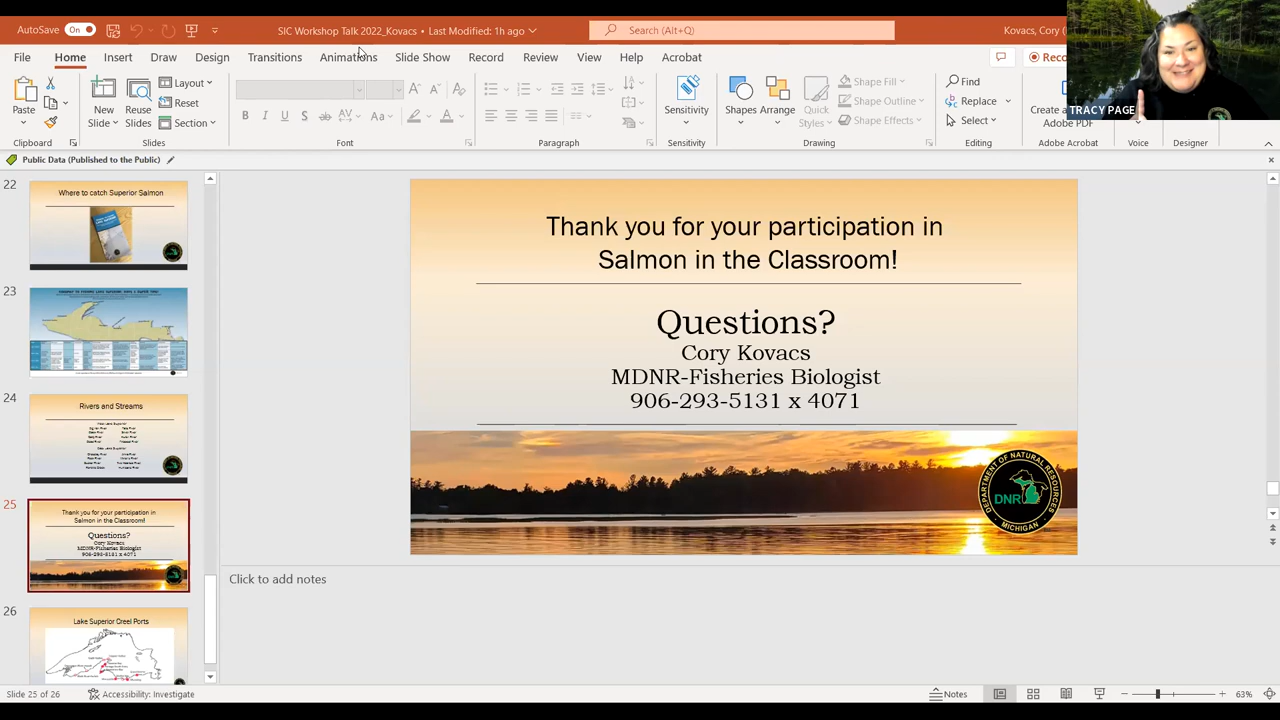 AutoSave On
SIC Workshop Talk 2022_Kovacs • Last Modified: 1h ago
Search (Alt+Q)
Kovacs, Cory (
TRACY PAGE
File Home Insert Draw Design Transitions Animations Slide Show Record Review View Help Acrobat
Paste
Clipboard
New Slide
Reuse Slides
Layout
Reset
Section
Slides
B I U S ab AV Aa A
Font
Paragraph
Sensitivity
Sensitivity
Shapes
Arrange
Quick Styles
Shape Fill
Shape Outline
Shape Effects
Drawing
Find
Replace
Select
Editing
Create a
Adobe PDF
Adobe Acrobat
Voice
Designer
Public Data (Published to the Public)
22
Where to catch Superior Salmon
23
24
Rivers and Streams
25
Thank you for your participation in
Salmon in the Classroom!
Questions?
Cory Kovacs
MDNR-Fisheries Biologist
906-293-5131 x 4071
26
Lake Superior Creel Ports
Thank you for your participation in
Salmon in the Classroom!
Questions?
Cory Kovacs
MDNR-Fisheries Biologist
906-293-5131 x 4071
DEPARTMENT OF NATURAL RESOURCES
DNR
MICHIGAN
Click to add notes
Slide 25 of 26
Accessibility: Investigate
Notes
63%